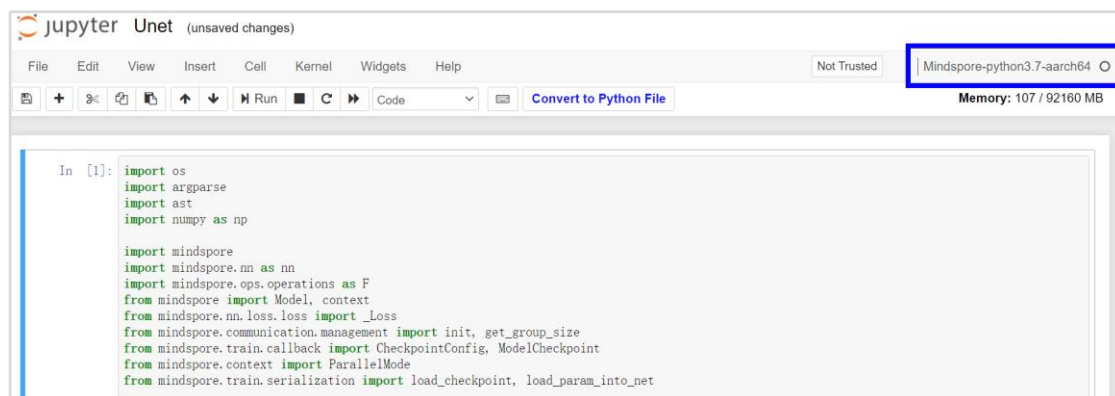 jupyter Unet (unsaved changes)
File Edit View Insert Cell Kernel Widgets Help Not Trusted Mindspore-python3.7-aarch64
Run Code Convert to Python File Memory: 107 / 92160 MB
In [1]: import os
import argparse
import ast
import numpy as np

import mindspore
import mindspore.nn as nn
import mindspore.ops.operations as F
from mindspore import Model, context
from mindspore.nn.loss.loss import _Loss
from mindspore.communication.management import init, get_group_size
from mindspore.train.callback import CheckpointConfig, ModelCheckpoint
from mindspore.context import ParallelMode
from mindspore.train.serialization import load_checkpoint, load_param_into_net